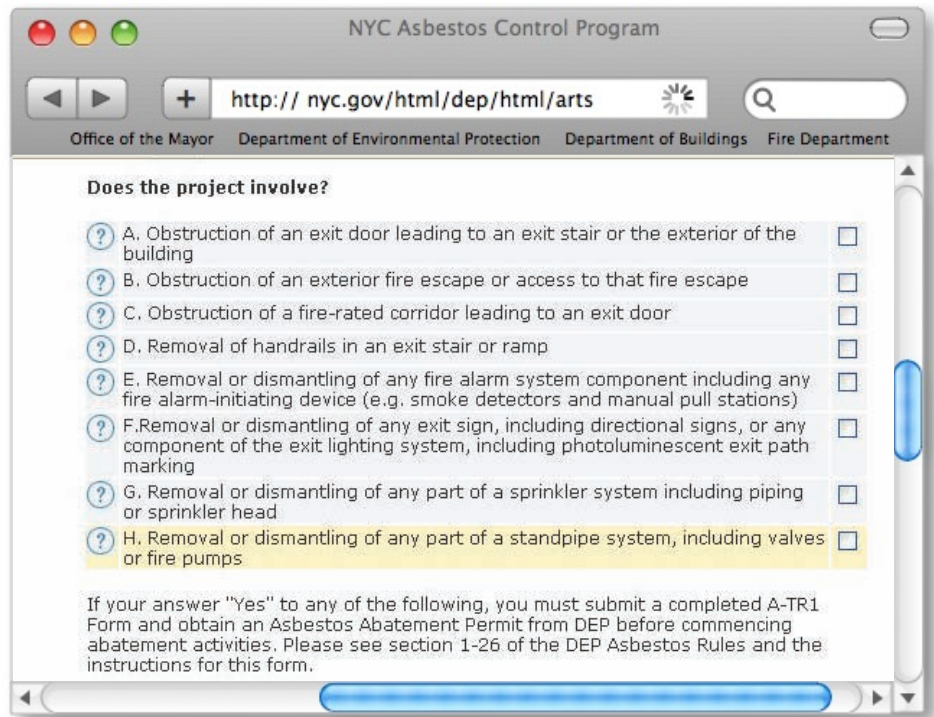 NYC Asbestos Control Program
http:// nyc.gov/html/dep/html/arts
Office of the Mayor Department of Environmental Protection Department of Buildings Fire Department
Does the project involve?
A. Obstruction of an exit door leading to an exit stair or the exterior of the
building
B. Obstruction of an exterior fire escape or access to that fire escape
C. Obstruction of a fire-rated corridor leading to an exit door
D. Removal of handrails in an exit stair or ramp
E. Removal or dismantling of any fire alarm system component including any
fire alarm-initiating device (e.g. smoke detectors and manual pull stations)
F.Removal or dismantling of any exit sign, including directional signs, or any
component of the exit lighting system, including photoluminescent exit path
marking
G. Removal or dismantling of any part of a sprinkler system including piping
or sprinkler head
H. Removal or dismantling of any part of a standpipe system, including valves
or fire pumps
If your answer "Yes" to any of the following, you must submit a completed A-TR1
Form and obtain an Asbestos Abatement Permit from DEP before commencing
abatement activities. Please see section 1-26 of the DEP Asbestos Rules and the
instructions for this form.